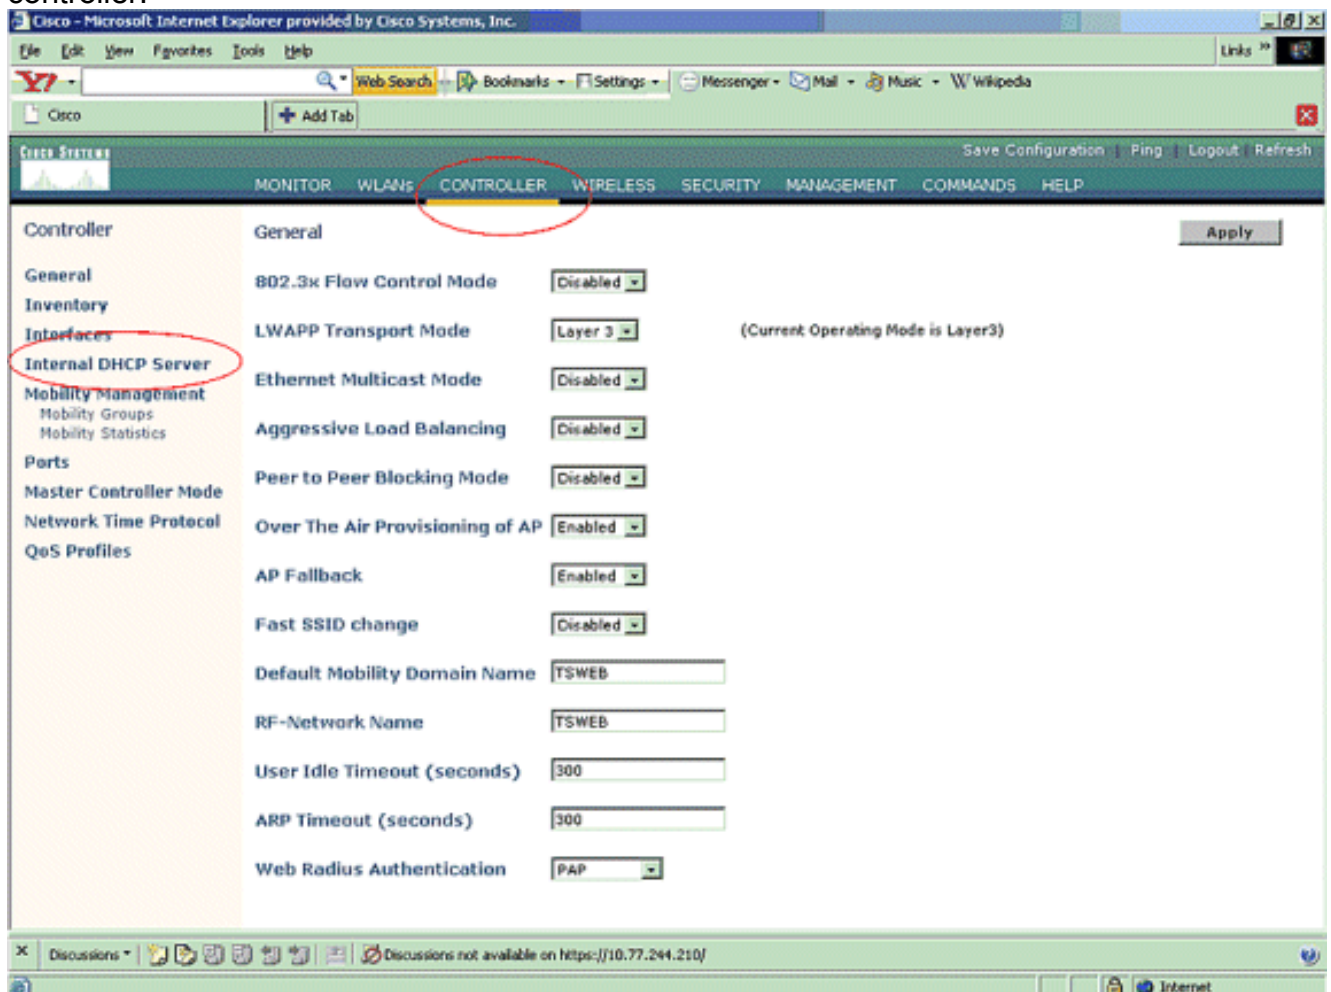 controller.
Cisco - Microsoft Internet Explorer provided by Cisco Systems, Inc.
File Edit View Favorites Tools Help Links »
Y! Web Search Bookmarks Settings Messenger Mail Music W Wikipedia
Cisco Add Tab
CISCO SYSTEMS Save Configuration | Ping | Logout | Refresh
MONITOR WLANs CONTROLLER WIRELESS SECURITY MANAGEMENT COMMANDS HELP
Controller
General
Inventory
Interfaces
Internal DHCP Server
Mobility Management
Mobility Groups
Mobility Statistics
Ports
Master Controller Mode
Network Time Protocol
QoS Profiles
General Apply
802.3x Flow Control Mode Disabled
LWAPP Transport Mode Layer 3 (Current Operating Mode is Layer3)
Ethernet Multicast Mode Disabled
Aggressive Load Balancing Disabled
Peer to Peer Blocking Mode Disabled
Over The Air Provisioning of AP Enabled
AP Fallback Enabled
Fast SSID change Disabled
Default Mobility Domain Name TSWEB
RF-Network Name TSWEB
User Idle Timeout (seconds) 300
ARP Timeout (seconds) 300
Web Radius Authentication PAP
Discussions Discussions not available on https://10.77.244.210/
Internet